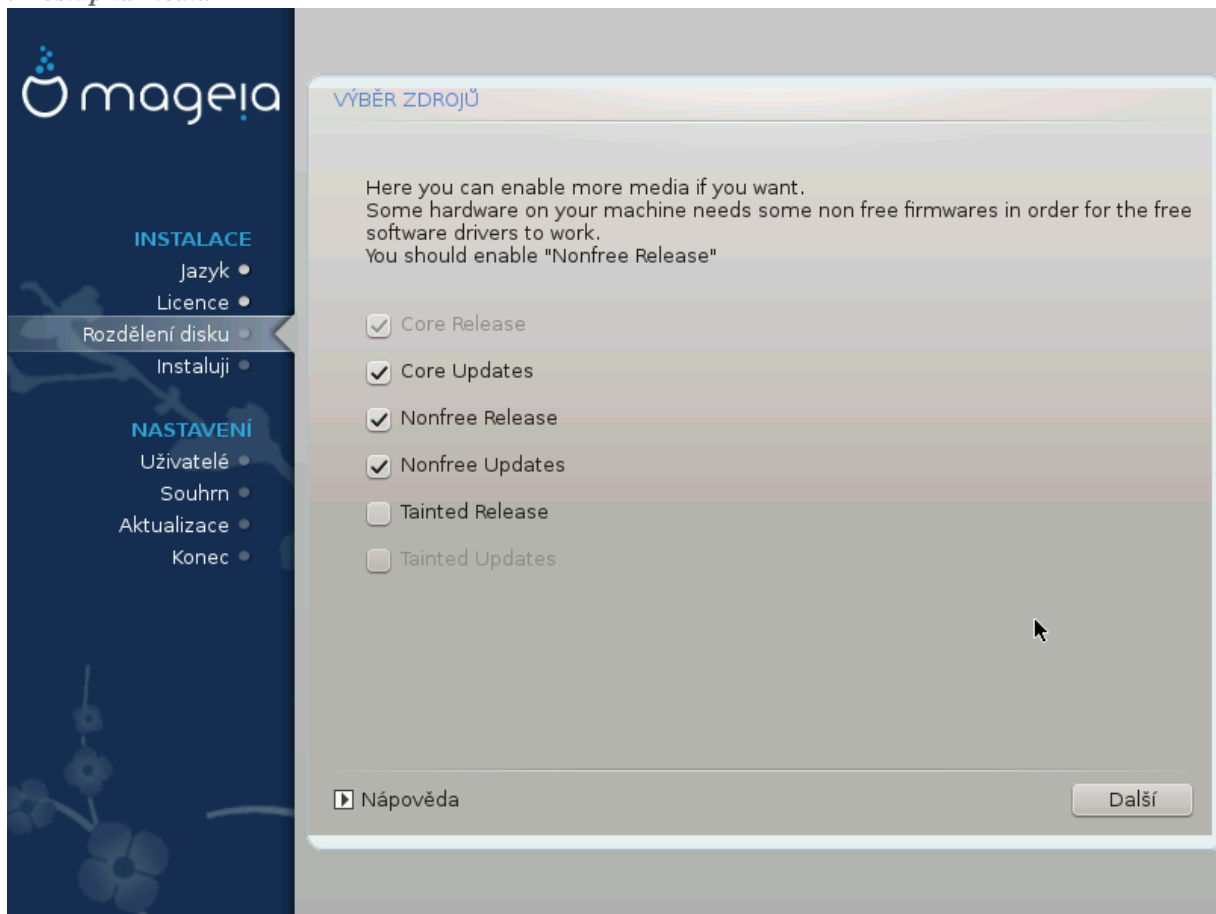 mageia
INSTALACE
Jazyk
Licence
Rozdělení disku
Instaluji
NASTAVENÍ
Uživatelé
Souhrn
Aktualizace
Konec
VÝBĚR ZDROJŮ
Here you can enable more media if you want.
Some hardware on your machine needs some non free firmwares in order for the free
software drivers to work.
You should enable "Nonfree Release"
Core Release
Core Updates
Nonfree Release
Nonfree Updates
Tainted Release
Tainted Updates
Nápověda
Další